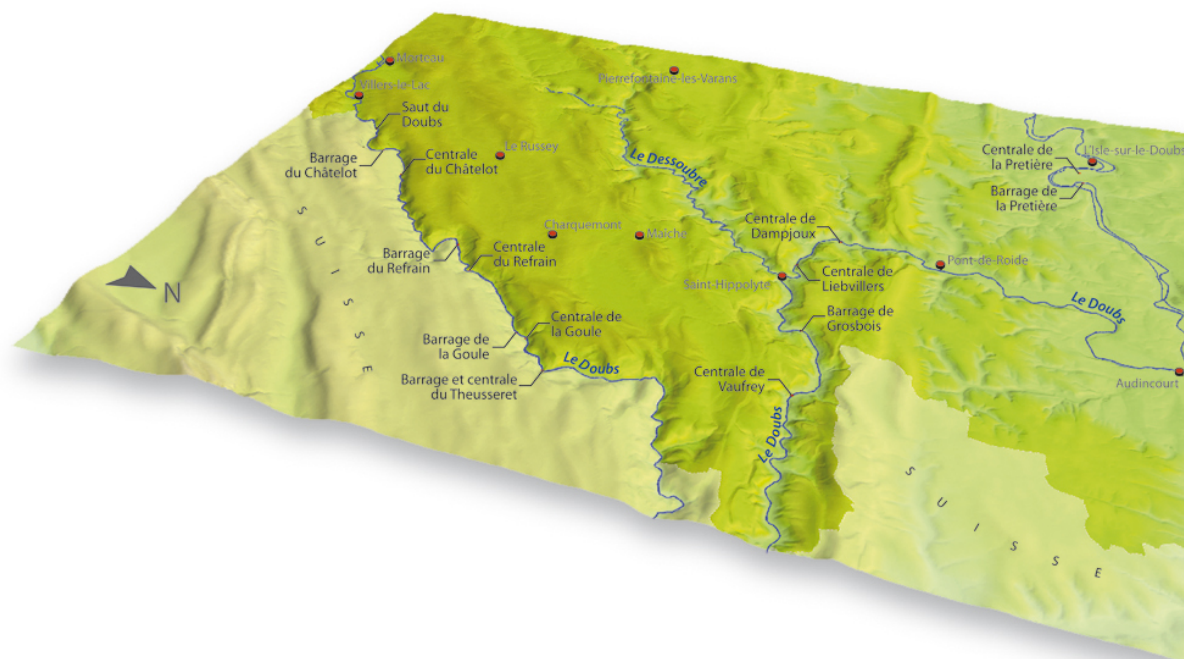 Morteau
Villers-le-Lac
Saut du
Doubs
Pierrefontaine-les-Varans
Barrage
du Châtelot
Centrale
du Châtelot
Le Russey
Le Dessoubre
Centrale de
la Pretière
L'Isle-sur-le-Doubs
Barrage de
la Pretière
S U I S S E
N
Barrage
du Refrain
Centrale
du Refrain
Charquemont
Maîche
Centrale de
Dampjoux
Saint-Hippolyte
Centrale de
Liebvillers
Pont-de-Roide
Le Doubs
Barrage de
Grosbois
Barrage de
la Goule
Centrale de
la Goule
Barrage et centrale
du Theusseret
Le Doubs
Centrale de
Vaufrey
Audincourt
Le Doubs
S U I S S E